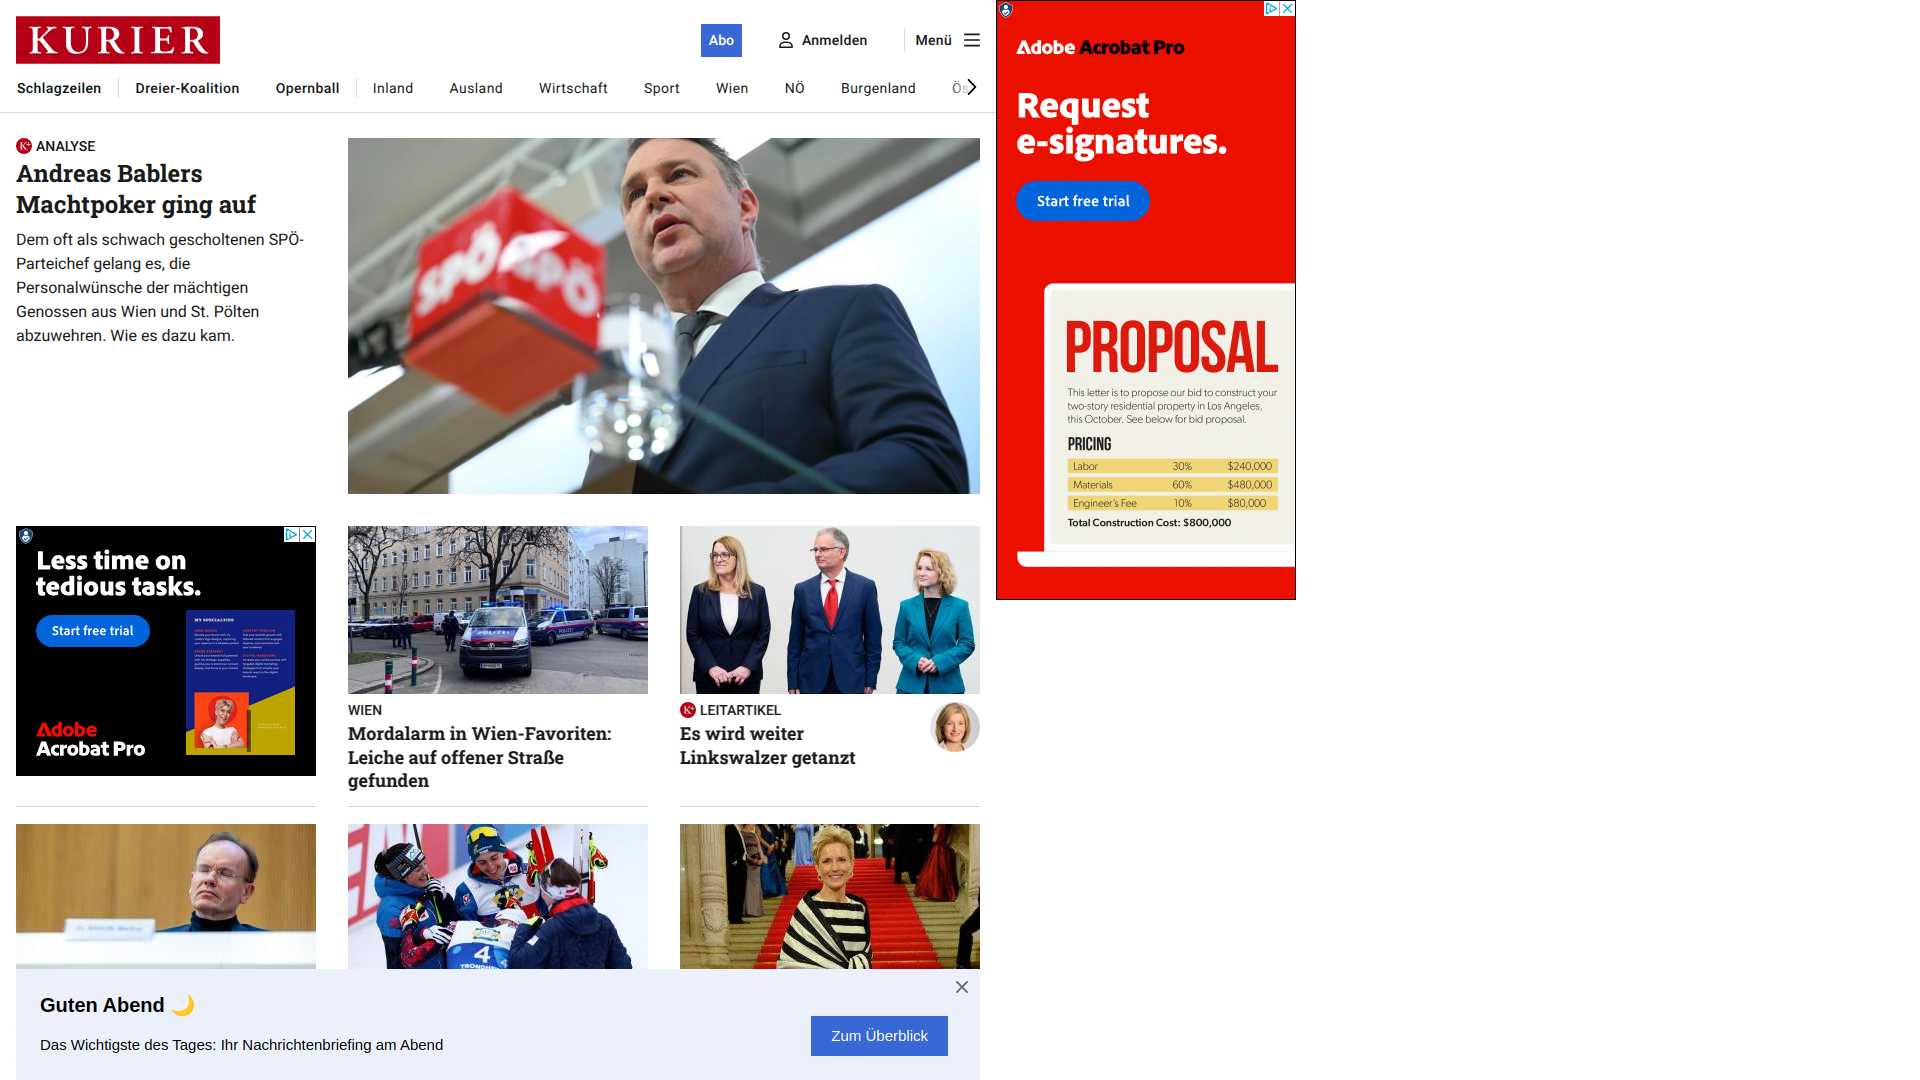 KURIER
Abo
Anmelden
Menü
Schlagzeilen
Dreier-Koalition
Opernball
Inland
Ausland
Wirtschaft
Sport
Wien
NÖ
Burgenland
ANALYSE
Andreas Bablers
Machtpoker ging auf
Dem oft als schwach gescholtenen SPÖ-
Parteichef gelang es, die
Personalwünsche der mächtigen
Genossen aus Wien und St. Pölten
abzuwehren. Wie es dazu kam.
SPÖ SPÖ
Adobe Acrobat Pro
Request
e-signatures.
Start free trial
PROPOSAL
This letter is to propose our bid to construct your
two-story residential property in Los Angeles,
this October. See below for bid proposal.
PRICING
Labor 30% $240,000
Materials 60% $480,000
Engineer's Fee 10% $80,000
Total Construction Cost: $800,000
Less time on
tedious tasks.
Start free trial
MY SPECIALTIES
Adobe
Acrobat Pro
POLIZEI
WIEN
Mordalarm in Wien-Favoriten:
Leiche auf offener Straße
gefunden
K+ LEITARTIKEL
Es wird weiter
Linkswalzer getanzt
4
Guten Abend 🌙
Das Wichtigste des Tages: Ihr Nachrichtenbriefing am Abend
Zum Überblick